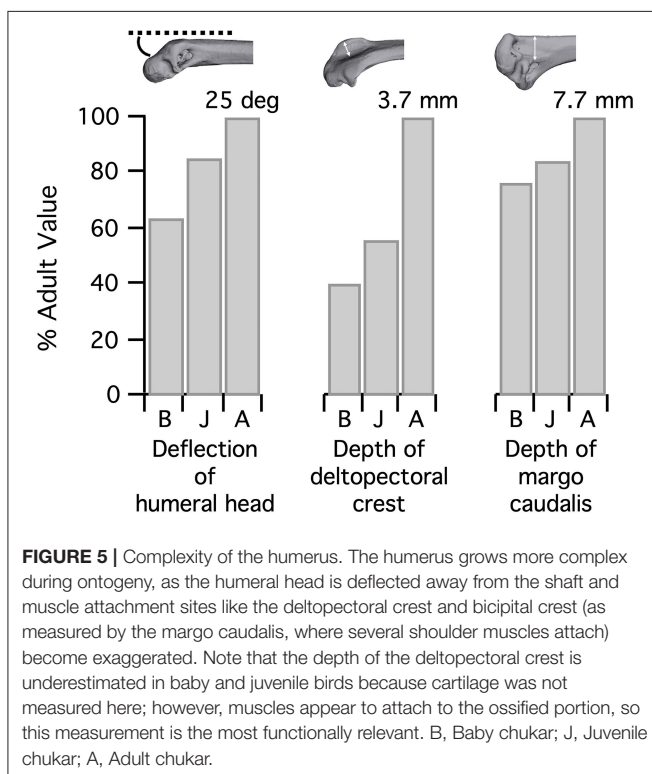 25 deg 3.7 mm 7.7 mm
100
80
60
40
20
0
% Adult Value
B J A B J A B J A
Deflection of humeral head
Depth of deltopectoral crest
Depth of margo caudalis
FIGURE 5 | Complexity of the humerus. The humerus grows more complex
during ontogeny, as the humeral head is deflected away from the shaft and
muscle attachment sites like the deltopectoral crest and bicipital crest (as
measured by the margo caudalis, where several shoulder muscles attach)
become exaggerated. Note that the depth of the deltopectoral crest is
underestimated in baby and juvenile birds because cartilage was not
measured here; however, muscles appear to attach to the ossified portion, so
this measurement is the most functionally relevant. B, Baby chukar; J, Juvenile
chukar; A, Adult chukar.